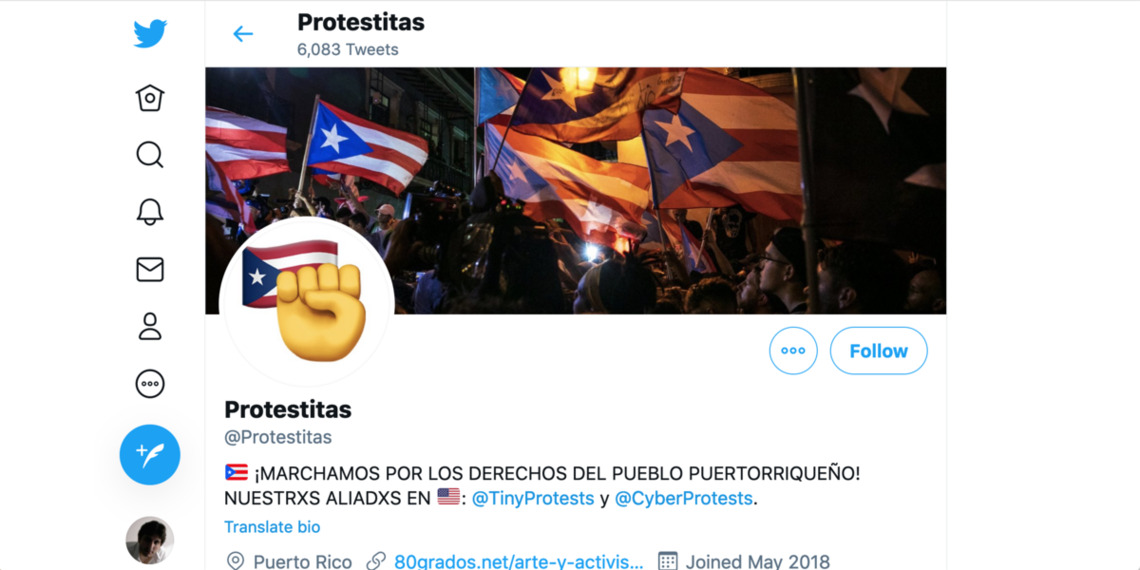 Protestitas
6,083 Tweets
Follow
Protestitas
@Protestitas
¡MARCHAMOS POR LOS DERECHOS DEL PUEBLO PUERTORRIQUEÑO!
NUESTRXS ALIADXS EN 🇺🇸: @TinyProtests y @CyberProtests.
Translate bio
Puerto Rico 80grados.net/arte-y-activis... Joined May 2018